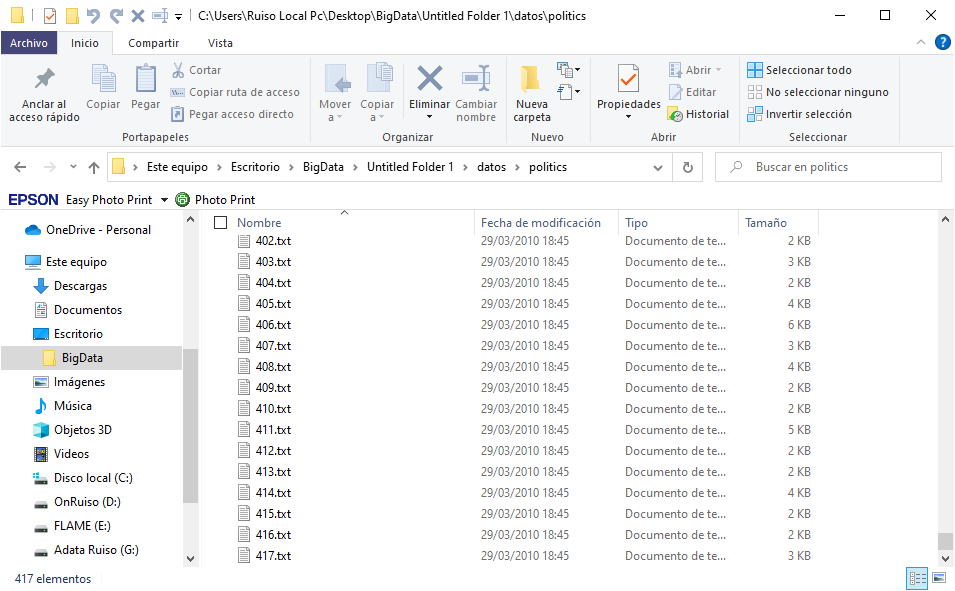 C:\Users\Ruiso Local Pc\Desktop\BigData\Untitled Folder 1\datos\politics
Archivo Inicio Compartir Vista
Anclar al acceso rápido
Copiar
Pegar
Cortar
Copiar ruta de acceso
Pegar acceso directo
Portapapeles
Mover a
Copiar a
Eliminar
Cambiar nombre
Organizar
Nueva carpeta
Nuevo
Propiedades
Abrir
Editar
Historial
Abrir
Seleccionar todo
No seleccionar ninguno
Invertir selección
Seleccionar
Este equipo > Escritorio > BigData > Untitled Folder 1 > datos > politics
Buscar en politics
EPSON Easy Photo Print Photo Print
OneDrive - Personal
Este equipo
Descargas
Documentos
Escritorio
BigData
Imágenes
Música
Objetos 3D
Videos
Disco local (C:)
OnRuiso (D:)
FLAME (E:)
Adata Ruiso (G:)
Nombre Fecha de modificación Tipo Tamaño
402.txt 29/03/2010 18:45 Documento de te... 2 KB
403.txt 29/03/2010 18:45 Documento de te... 3 KB
404.txt 29/03/2010 18:45 Documento de te... 2 KB
405.txt 29/03/2010 18:45 Documento de te... 4 KB
406.txt 29/03/2010 18:45 Documento de te... 6 KB
407.txt 29/03/2010 18:45 Documento de te... 3 KB
408.txt 29/03/2010 18:45 Documento de te... 4 KB
409.txt 29/03/2010 18:45 Documento de te... 2 KB
410.txt 29/03/2010 18:45 Documento de te... 2 KB
411.txt 29/03/2010 18:45 Documento de te... 5 KB
412.txt 29/03/2010 18:45 Documento de te... 2 KB
413.txt 29/03/2010 18:45 Documento de te... 2 KB
414.txt 29/03/2010 18:45 Documento de te... 4 KB
415.txt 29/03/2010 18:45 Documento de te... 2 KB
416.txt 29/03/2010 18:45 Documento de te... 2 KB
417.txt 29/03/2010 18:45 Documento de te... 3 KB
417 elementos